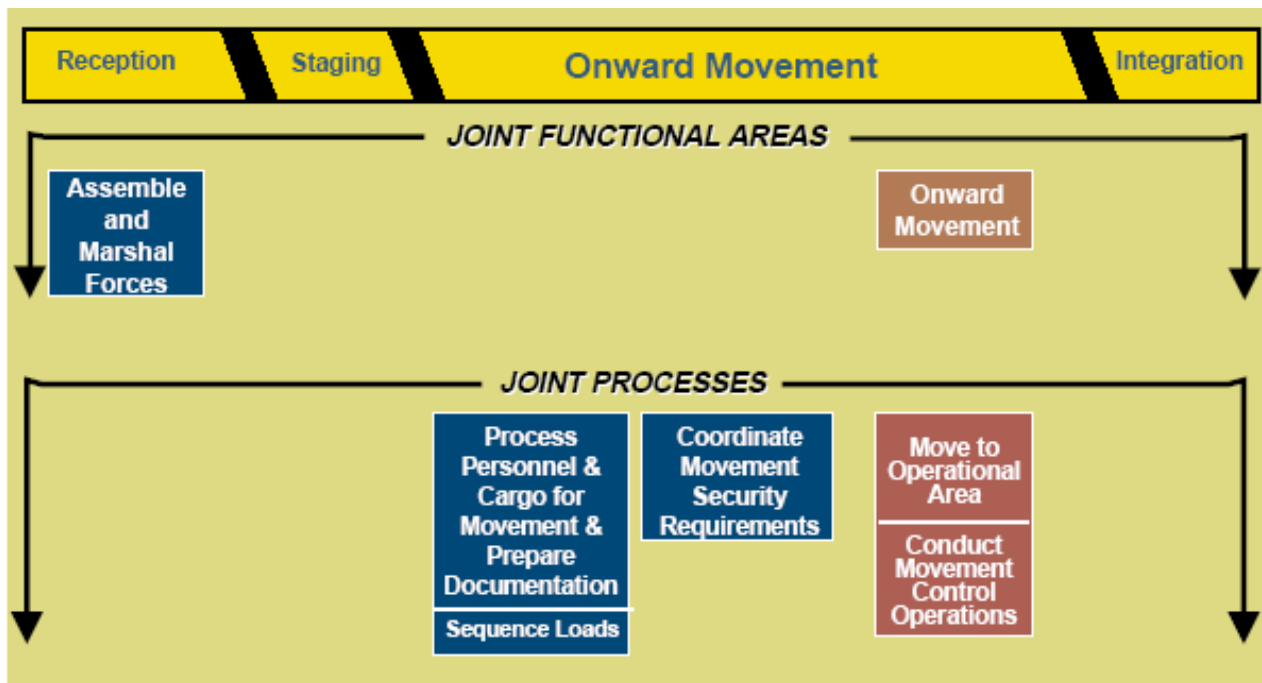 Reception
Staging
Onward Movement
Integration
JOINT FUNCTIONAL AREAS
Assemble
and
Marshal
Forces
Onward
Movement
JOINT PROCESSES
Process
Personnel &
Cargo for
Movement &
Prepare
Documentation
Sequence Loads
Coordinate
Movement
Security
Requirements
Move to
Operational
Area
Conduct
Movement
Control
Operations